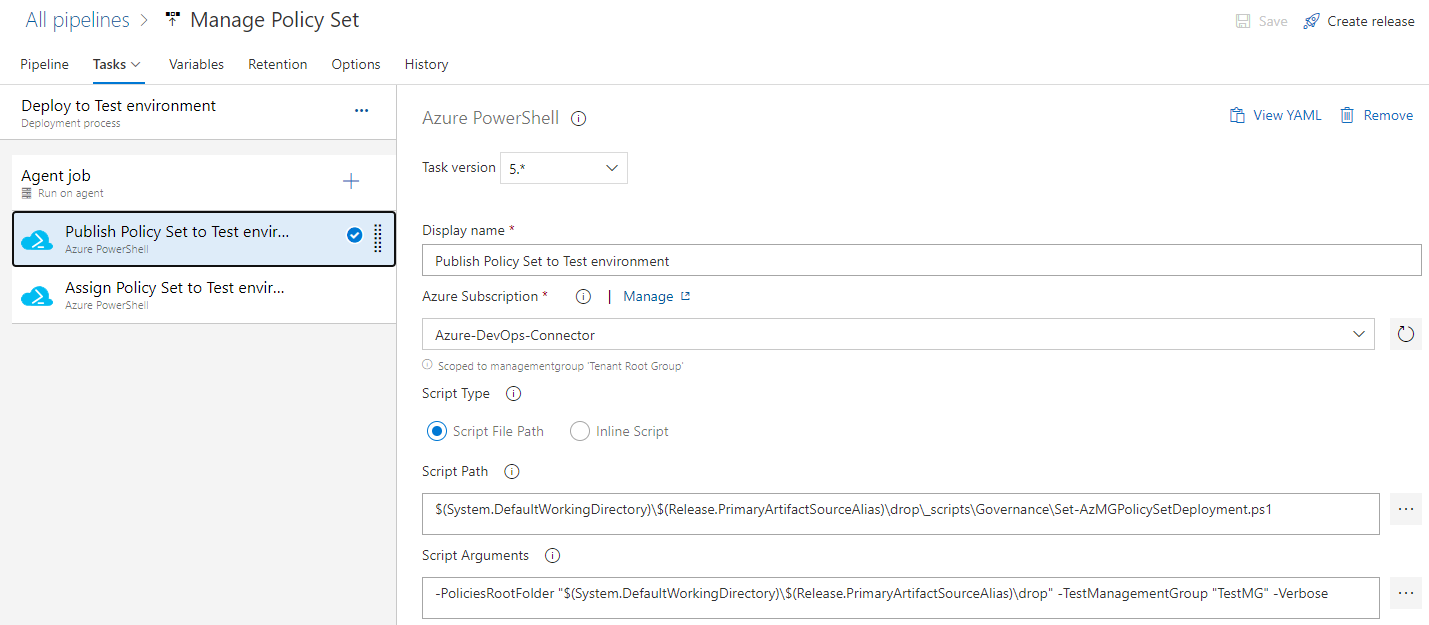 All pipelines > Manage Policy Set
Save Create release
Pipeline Tasks Variables Retention Options History
Deploy to Test environment ...
Deployment process
Agent job
Run on agent
Publish Policy Set to Test envir...
Azure PowerShell
Assign Policy Set to Test envir...
Azure PowerShell
Azure PowerShell
View YAML Remove
Task version 5.*
Display name *
Publish Policy Set to Test environment
Azure Subscription * | Manage
Azure-DevOps-Connector
Scoped to managementgroup 'Tenant Root Group'
Script Type
Script File Path Inline Script
Script Path
$(System.DefaultWorkingDirectory)\$(Release.PrimaryArtifactSourceAlias)\drop\_scripts\Governance\Set-AzMGPolicySetDeployment.ps1
...
Script Arguments
-PoliciesRootFolder "$(System.DefaultWorkingDirectory)\$(Release.PrimaryArtifactSourceAlias)\drop" -TestManagementGroup "TestMG" -Verbose
...